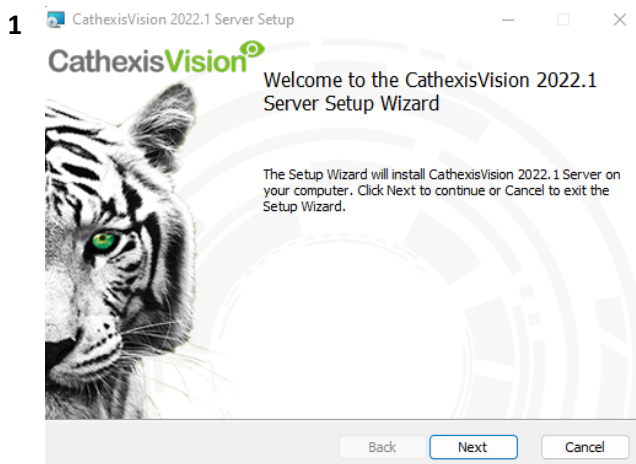 1
CathexisVision 2022.1 Server Setup
CathexisVision
Welcome to the CathexisVision 2022.1
Server Setup Wizard
The Setup Wizard will install CathexisVision 2022.1 Server on
your computer. Click Next to continue or Cancel to exit the
Setup Wizard.
Back Next Cancel